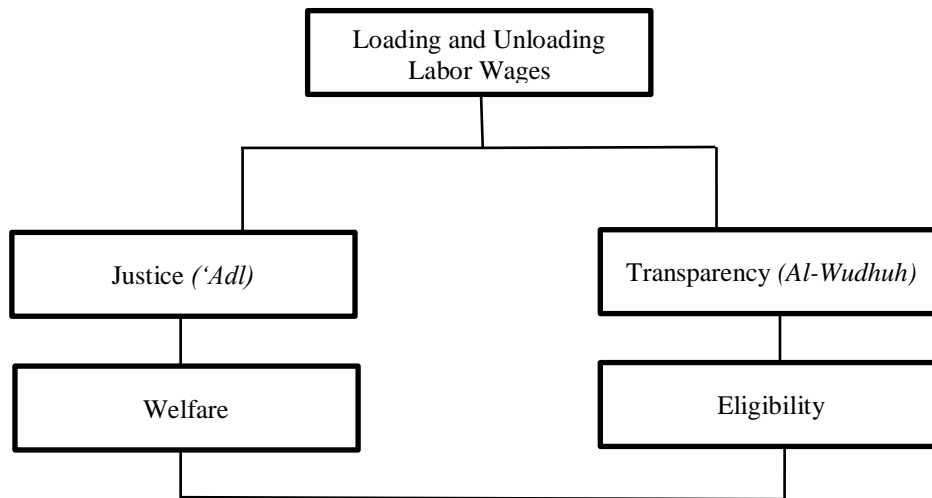 Loading and Unloading
Labor Wages
Justice (‘Adl)
Transparency (Al-Wudhuh)
Welfare
Eligibility